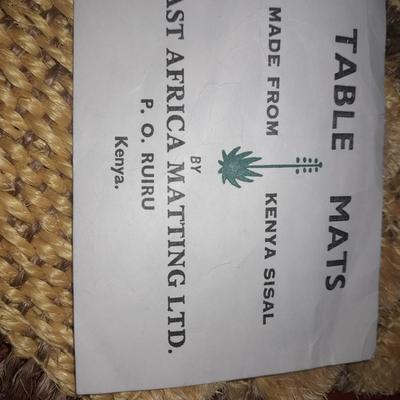 TABLE MATS
MADE FROM KENYA SISAL
BY
AST AFRICA MATTING LTD.
P. O. RUIRU
Kenya.